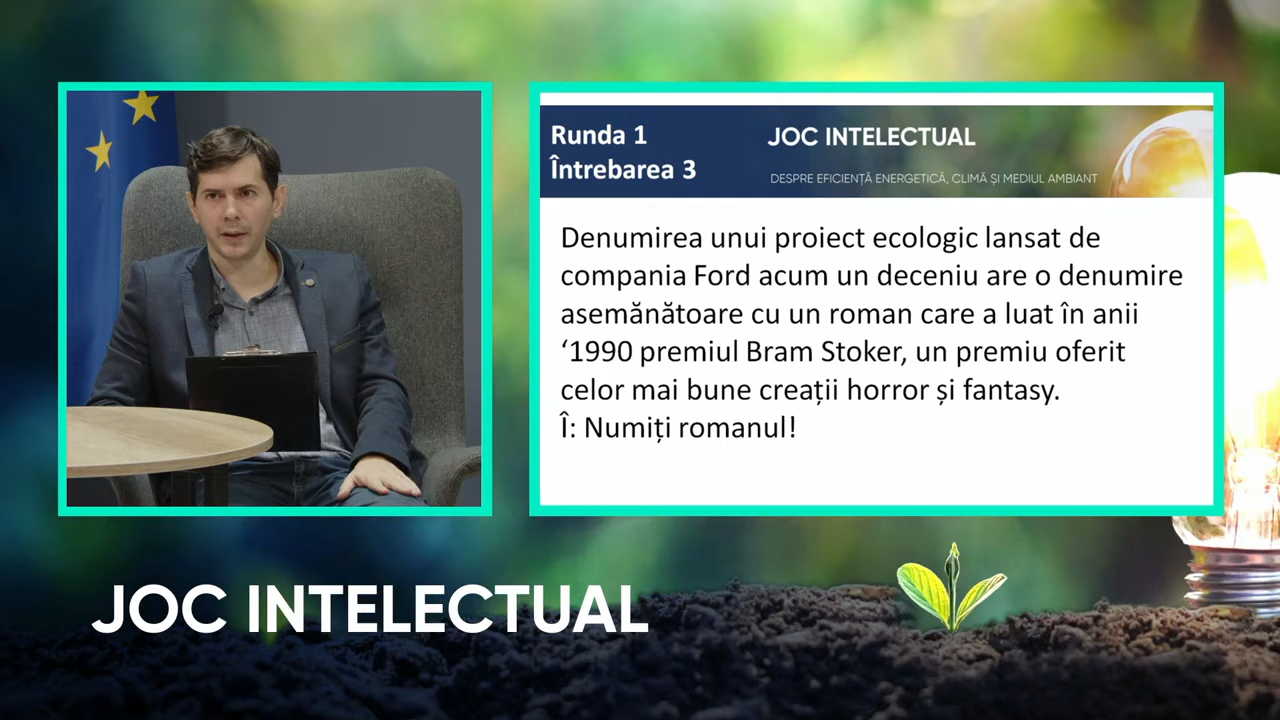 Runda 1
Întrebarea 3
JOC INTELECTUAL
DESPRE EFICIENȚĂ ENERGETICĂ, CLIMĂ ȘI MEDIUL AMBIANT
Denumirea unui proiect ecologic lansat de
compania Ford acum un deceniu are o denumire
asemănătoare cu un roman care a luat în anii
‘1990 premiul Bram Stoker, un premiu oferit
celor mai bune creații horror și fantasy.
Î: Numiți romanul!
JOC INTELECTUAL